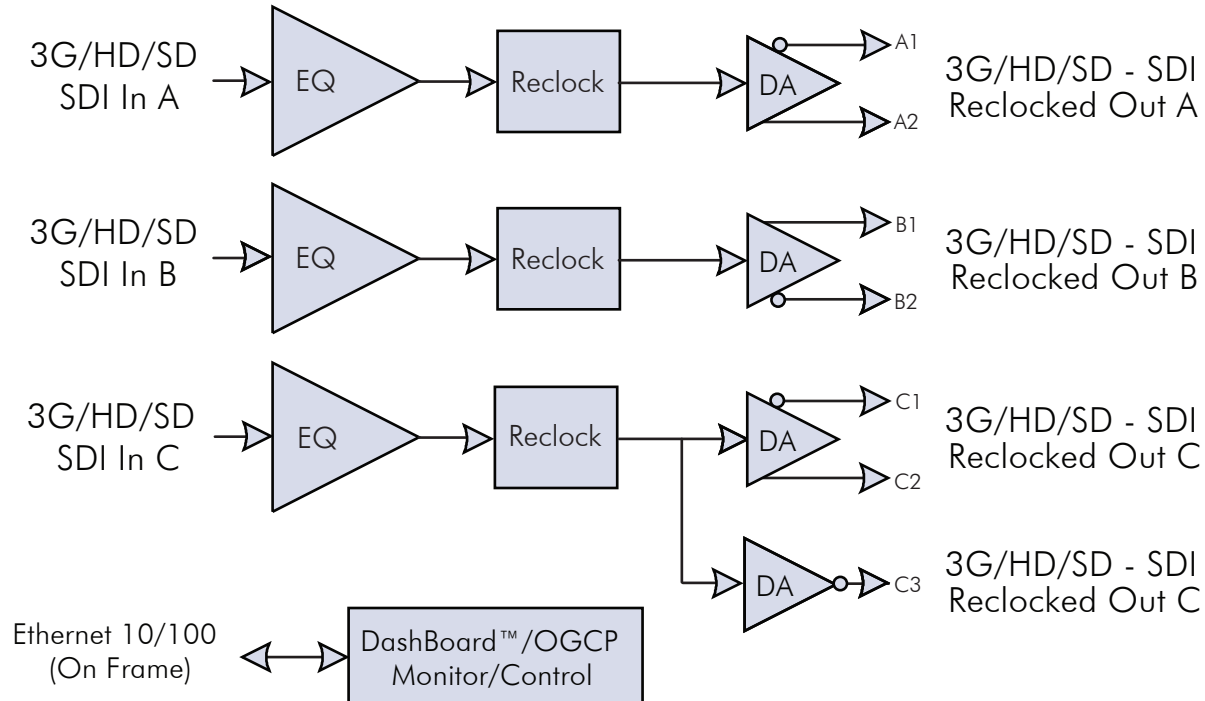 3G/HD/SD
SDI In A
EQ
Reclock
DA
A1
A2
3G/HD/SD - SDI
Reclocked Out A
3G/HD/SD
SDI In B
EQ
Reclock
DA
B1
B2
3G/HD/SD - SDI
Reclocked Out B
3G/HD/SD
SDI In C
EQ
Reclock
DA
C1
C2
3G/HD/SD - SDI
Reclocked Out C
DA
C3
3G/HD/SD - SDI
Reclocked Out C
Ethernet 10/100
(On Frame)
DashBoard™/OGCP
Monitor/Control